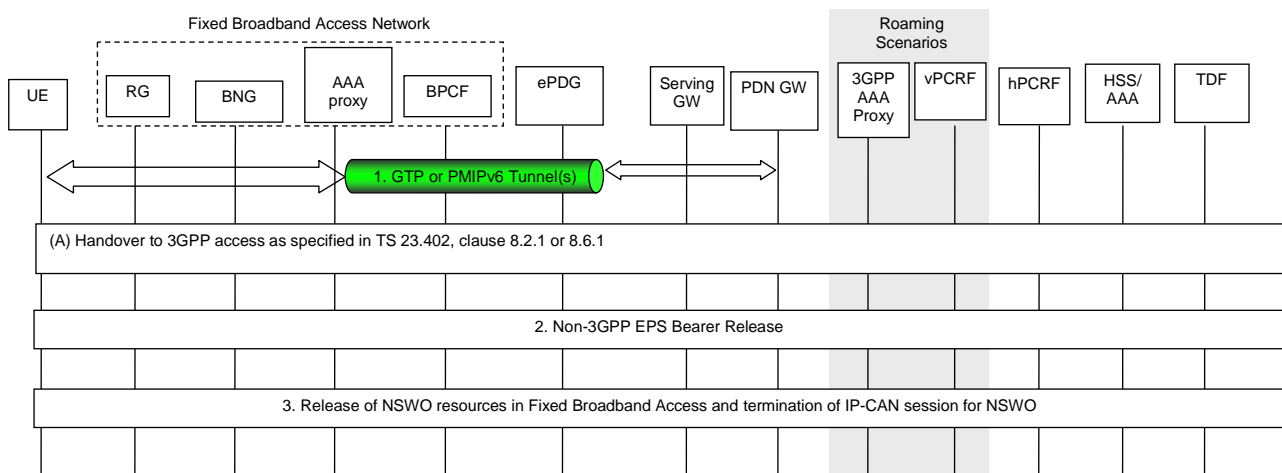 Fixed Broadband Access Network
Roaming
Scenarios
UE
RG
BNG
AAA
proxy
BPCF
ePDG
Serving
GW
PDN GW
3GPP
AAA
Proxy
vPCRF
hPCRF
HSS/
AAA
TDF
1. GTP or PMIPv6 Tunnel(s)
(A) Handover to 3GPP access as specified in TS 23.402, clause 8.2.1 or 8.6.1
2. Non-3GPP EPS Bearer Release
3. Release of NSWO resources in Fixed Broadband Access and termination of IP-CAN session for NSWO